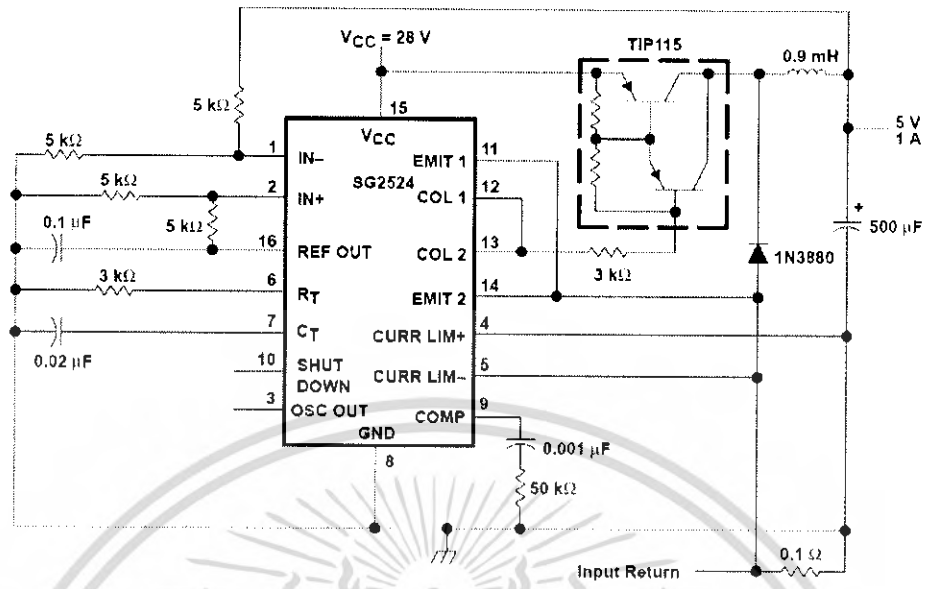 V_CC = 28 V
TIP115
0.9 mH
5 kΩ
15
5 kΩ
1
IN–
V_CC
EMIT 1
11
5 V
1 A
SG2524
5 kΩ
2
IN+
COL 1
12
0.1 µF
5 kΩ
16
REF OUT
COL 2
13
3 kΩ
+
500 µF
1N3880
3 kΩ
6
R_T
EMIT 2
14
7
C_T
CURR LIM+
4
0.02 µF
10
SHUT DOWN
CURR LIM–
5
3
OSC OUT
COMP
9
GND
8
0.001 µF
50 kΩ
0.1 Ω
Input Return